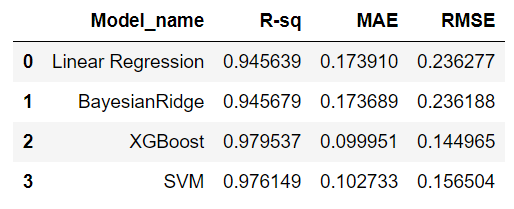 Model_name R-sq MAE RMSE
0 Linear Regression 0.945639 0.173910 0.236277
1 BayesianRidge 0.945679 0.173689 0.236188
2 XGBoost 0.979537 0.099951 0.144965
3 SVM 0.976149 0.102733 0.156504